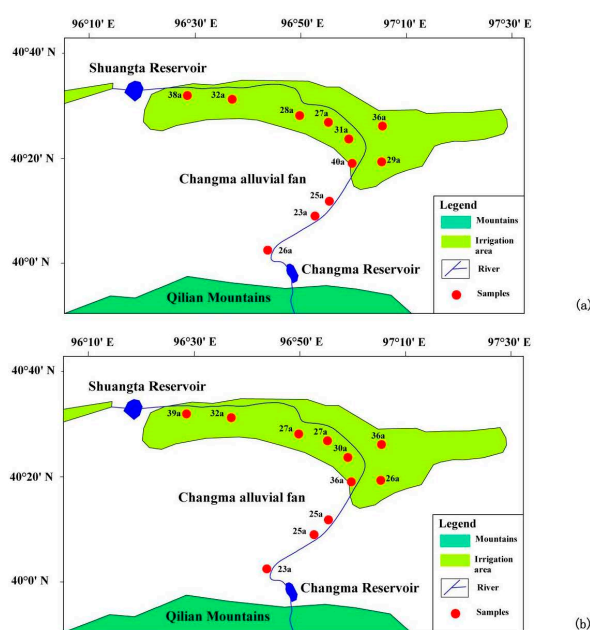 96°10' E 96°30' E 96°50' E 97°10' E 97°30' E
40°40' N
Shuangta Reservoir
38a 32a 28a 27a 36a
31a
40°20' N 40a 29a
Changma alluvial fan
25a
23a
Legend
Mountains
26a
Irrigation
area
40°0' N
Changma Reservoir
River
Qilian Mountains
Samples
(a)
96°10' E 96°30' E 96°50' E 97°10' E 97°30' E
40°40' N
Shuangta Reservoir
39a 32a 27a 27a 36a
30a
40°20' N 36a 26a
Changma alluvial fan
25a
25a
Legend
Mountains
23a
Irrigation
area
40°0' N
Changma Reservoir
River
Qilian Mountains
Samples
(b)